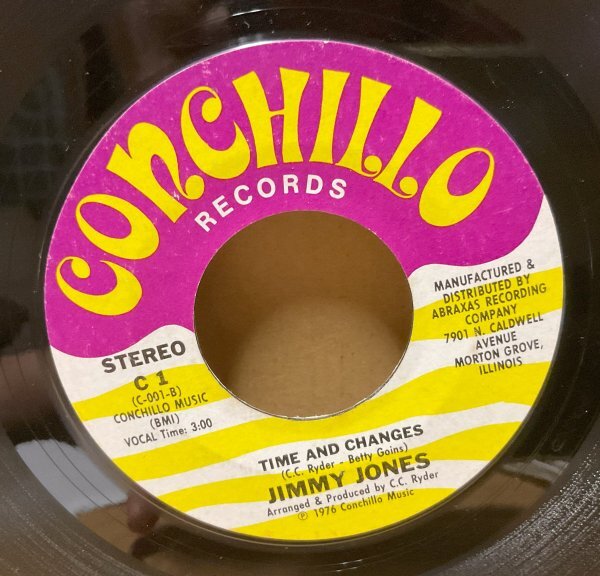 CONCHILLO
RECORDS
MANUFACTURED &
DISTRIBUTED BY
ABRAXAS RECORDING
COMPANY
7901 N. CALDWELL
AVENUE
MORTON GROVE,
ILLINOIS
STEREO
C 1
(C-001-B)
CONCHILLO MUSIC
(BMI)
VOCAL Time: 3:00
TIME AND CHANGES
(C.C. Ryder - Betty Goins)
JIMMY JONES
Arranged & Produced by C.C. Ryder
℗ 1976 Conchillo Music